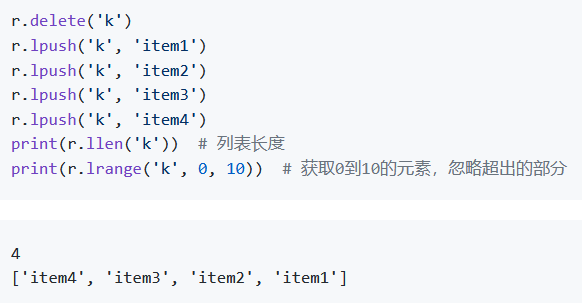 r.delete('k')
r.lpush('k', 'item1')
r.lpush('k', 'item2')
r.lpush('k', 'item3')
r.lpush('k', 'item4')
print(r.llen('k'))  # 列表长度
print(r.lrange('k', 0, 10))  # 获取0到10的元素，忽略超出的部分
4
['item4', 'item3', 'item2', 'item1']